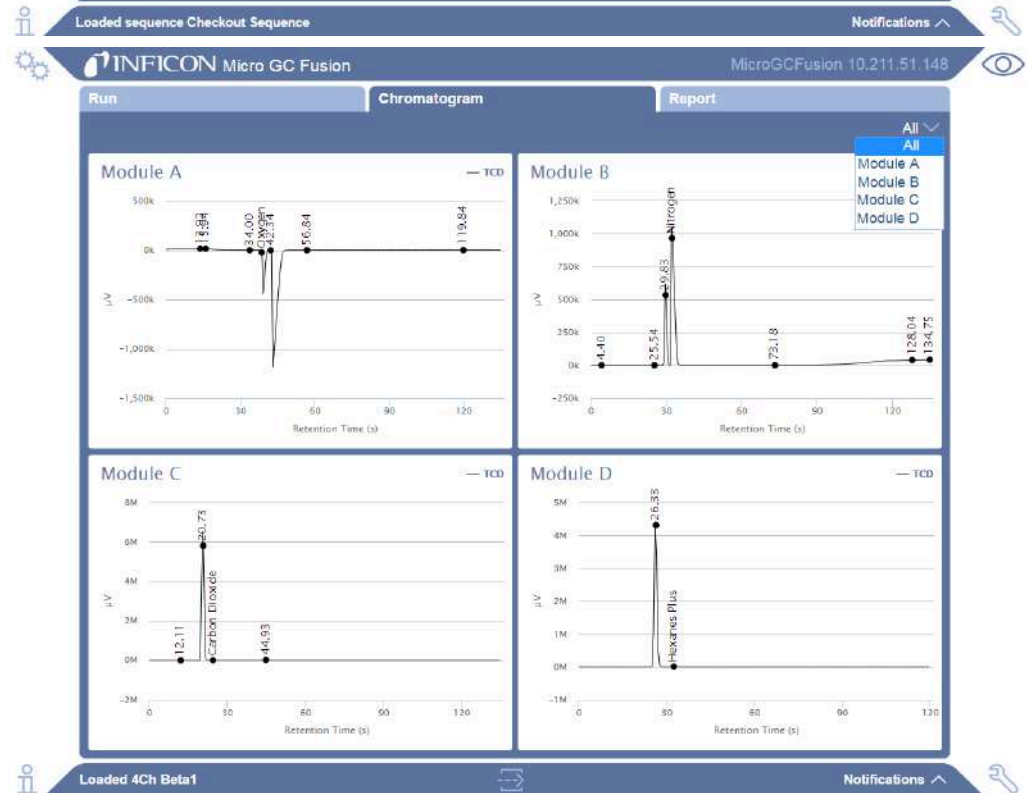 Loaded sequence Checkout Sequence Notifications
INFICON Micro GC Fusion MicroGCFusion 10.211.51.148
Run Chromatogram Report
All
All
Module A
Module B
Module C
Module D
Module A — TCD
500k
0k
-500k
-1,000k
-1,500k
µV
34.00
Oxygen
42.34
56.84
119.84
0 30 60 90 120
Retention Time (s)
Module B
1,250k
1,000k
750k
500k
250k
0k
-250k
µV
4.40
25.54
29.83
Nitrogen
73.18
128.04
134.75
0 30 60 90 120
Retention Time (s)
Module C — TCD
8M
6M
4M
2M
0M
-2M
µV
12.11
20.73
Carbon Dioxide
44.93
0 30 60 90 120
Retention Time (s)
Module D — TCD
5M
4M
3M
2M
1M
0M
-1M
µV
26.33
Hexanes Plus
0 30 60 90 120
Retention Time (s)
Loaded 4Ch Beta1 Notifications